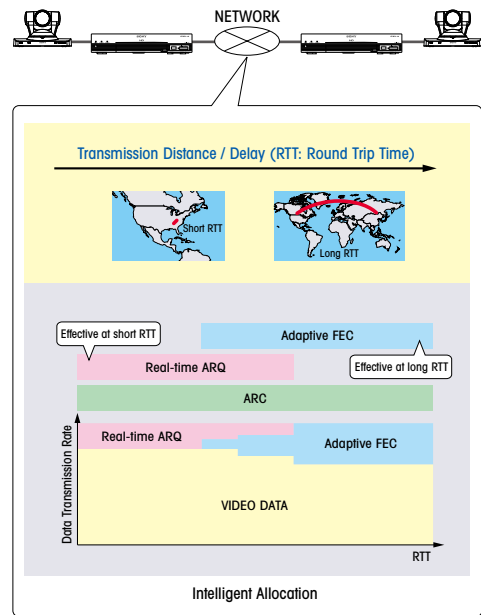 NETWORK
SONY
SONY
Transmission Distance / Delay (RTT: Round Trip Time)
Short RTT
Long RTT
Adaptive FEC
Effective at short RTT
Effective at long RTT
Real-time ARQ
ARC
Real-time ARQ
Adaptive FEC
Data Transmission Rate
VIDEO DATA
RTT
Intelligent Allocation